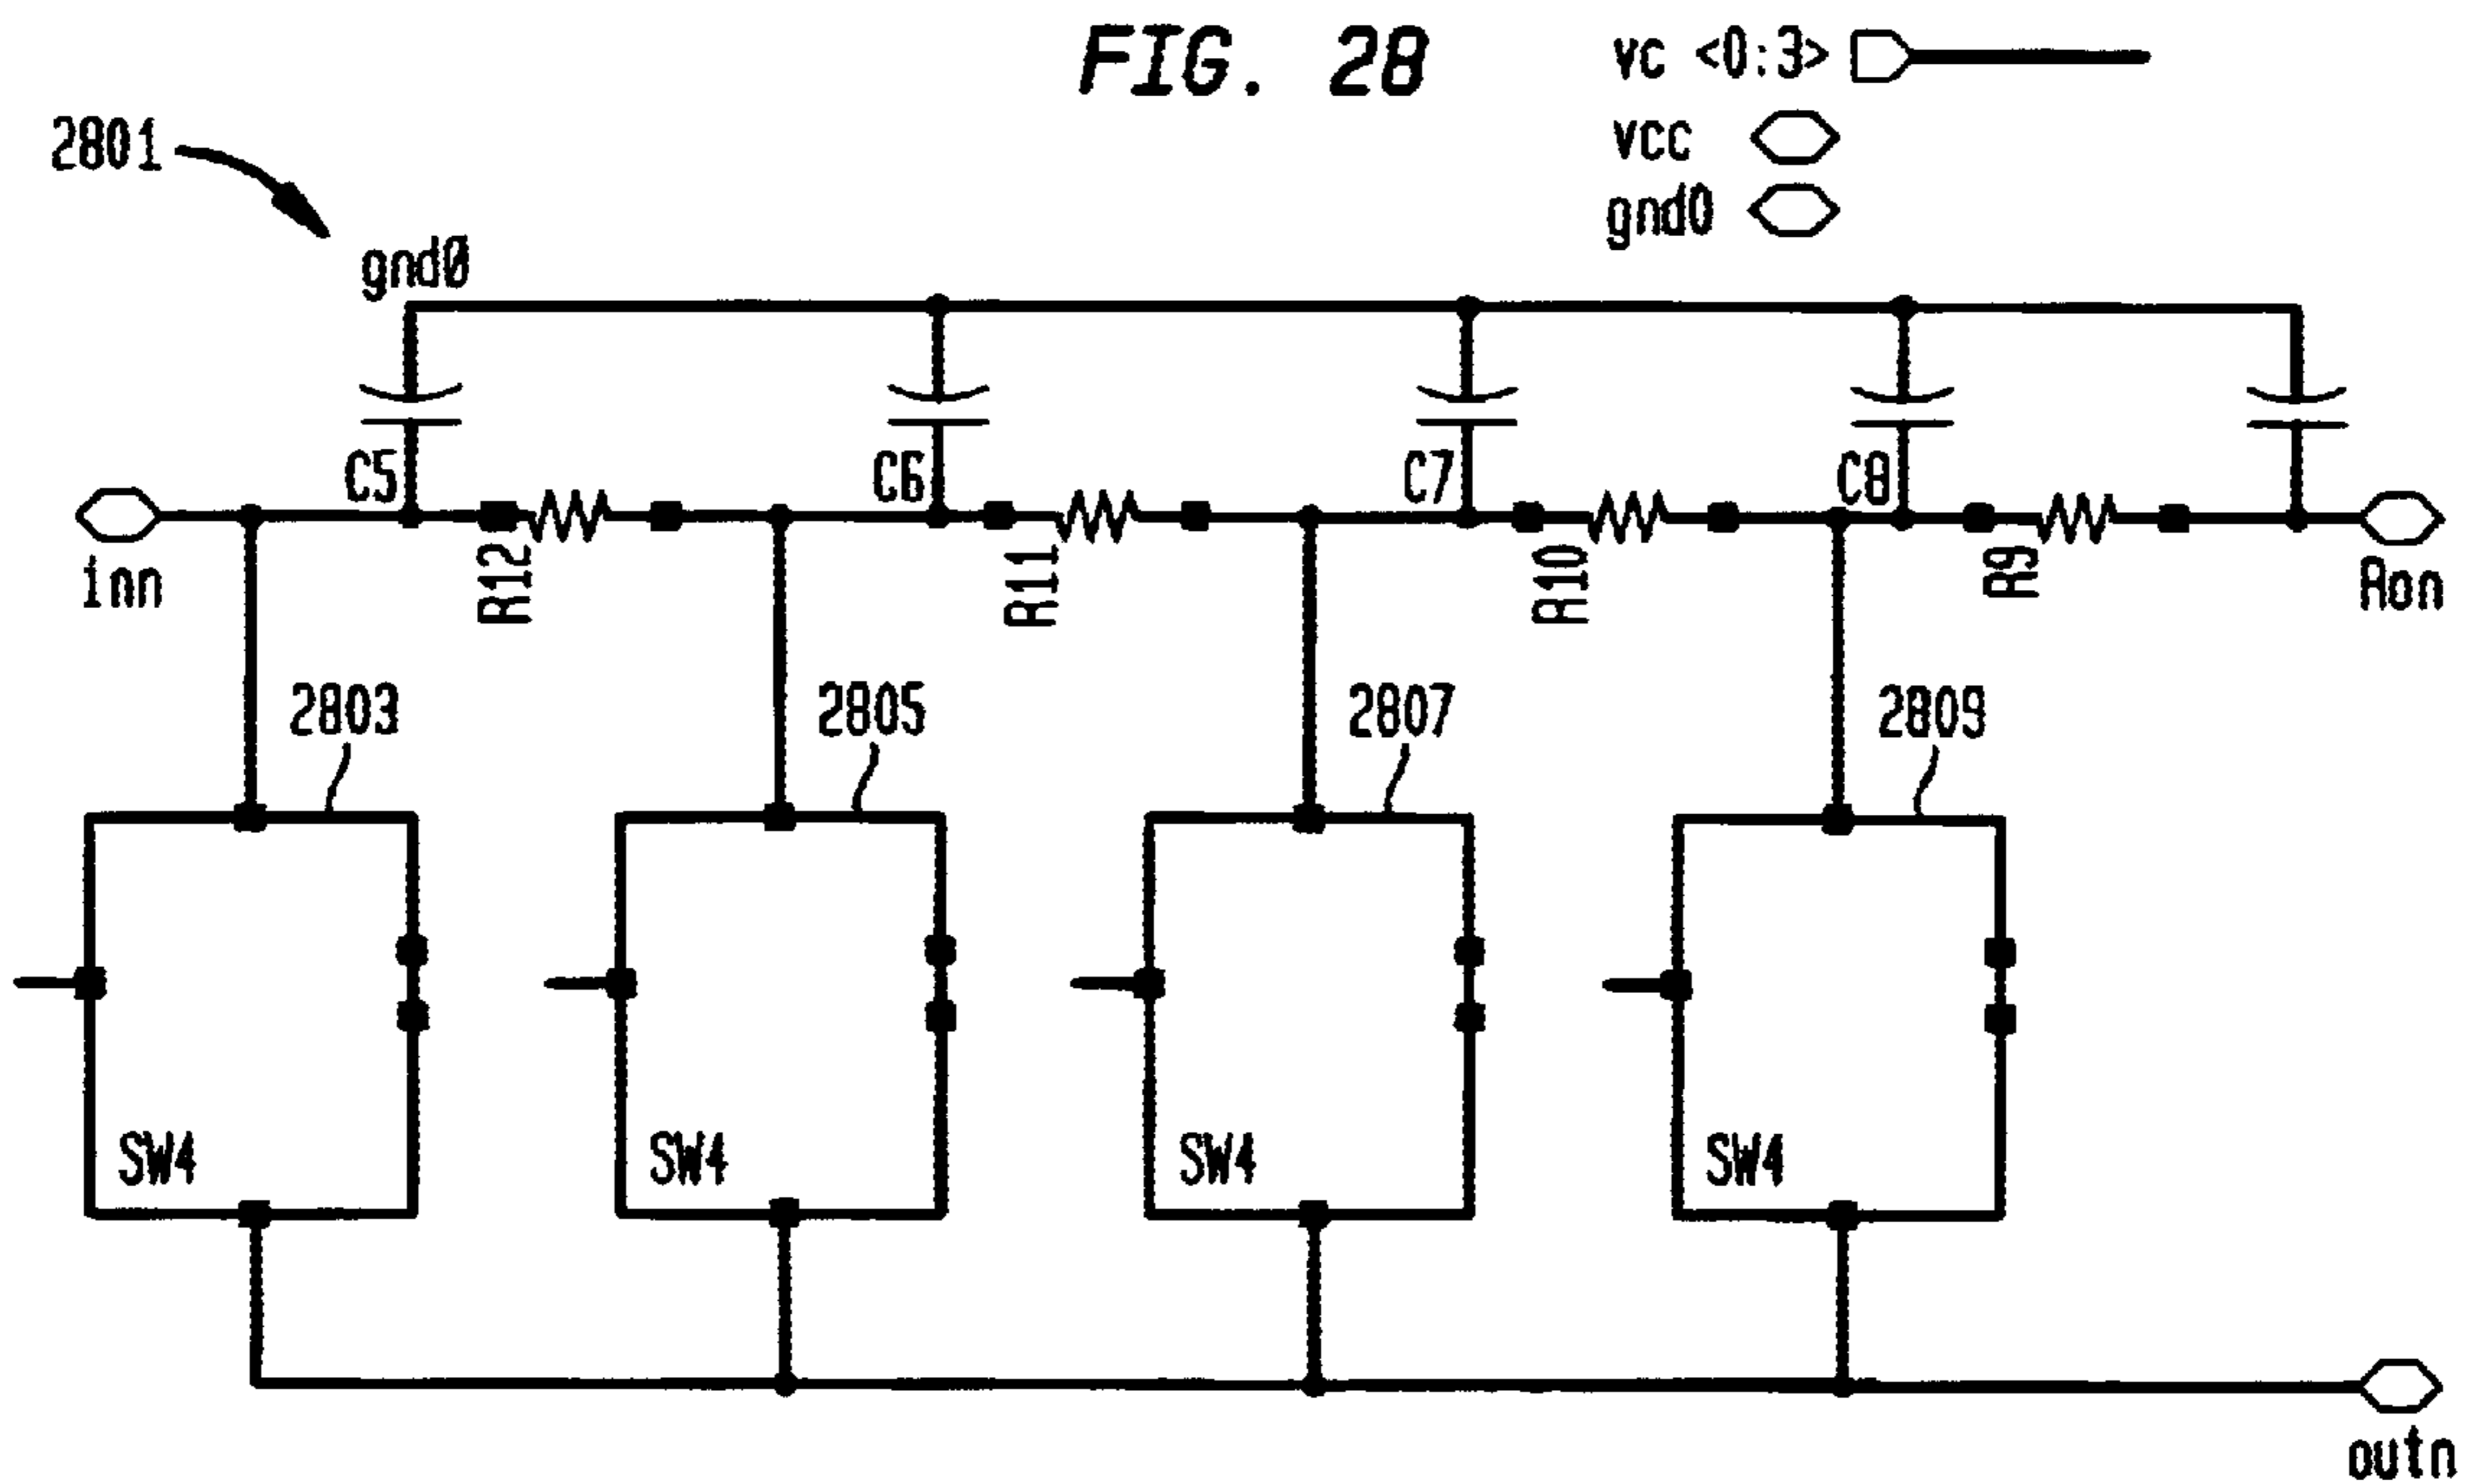 FIG. 28
vc <0:3>
vcc
gnd0
2801
gnd0
C5
C6
C7
C8
inn
R12
R11
R10
R9
Aon
2803
2805
2807
2809
SW4
SW4
SW4
SW4
outn